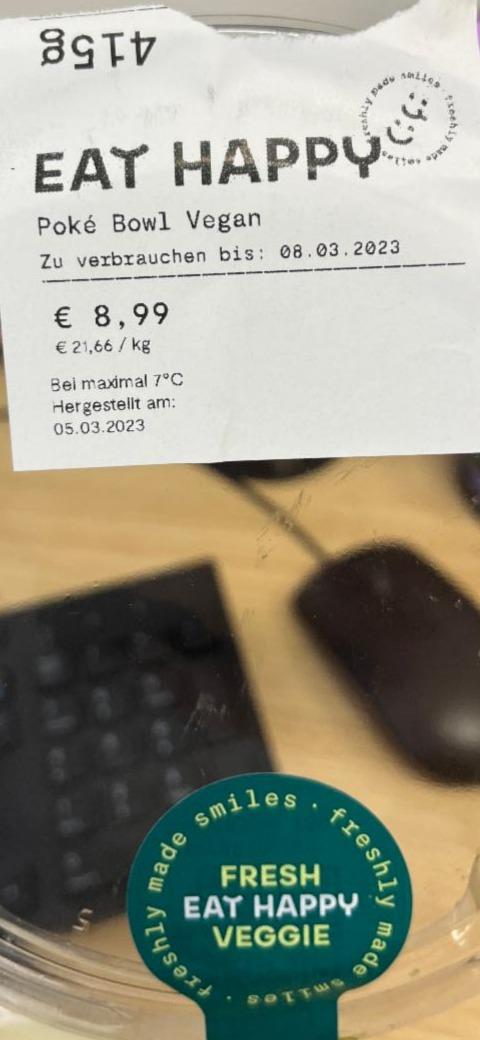 415g
freshly made smiles · freshly made smiles ·
EAT HAPPY
Poké Bowl Vegan
Zu verbrauchen bis: 08.03.2023
€ 8,99
€ 21,66 / kg
Bei maximal 7°C
Hergestellt am:
05.03.2023
freshly made smiles · freshly made smiles ·
FRESH
EAT HAPPY
VEGGIE